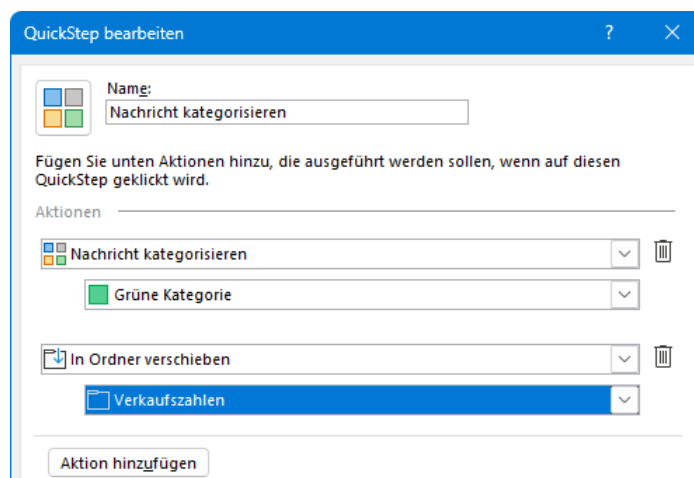 QuickStep bearbeiten ?
Name:
Nachricht kategorisieren
Fügen Sie unten Aktionen hinzu, die ausgeführt werden sollen, wenn auf diesen
QuickStep geklickt wird.
Aktionen
Nachricht kategorisieren
Grüne Kategorie
In Ordner verschieben
Verkaufszahlen
Aktion hinzufügen